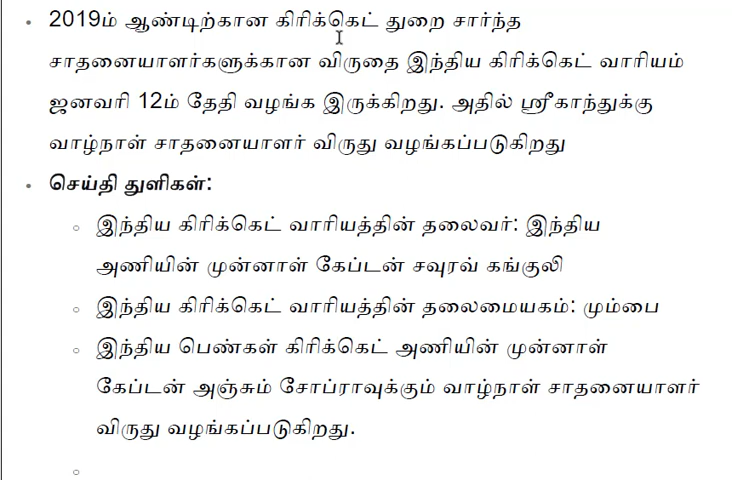 • 2019ம் ஆண்டிற்கான கிரிக்கெட் துறை சார்ந்த
சாதனையாளர்களுக்கான விருதை இந்திய கிரிக்கெட் வாரியம்
ஜனவரி 12ம் தேதி வழங்க இருக்கிறது. அதில் ஸ்ரீகாந்துக்கு
வாழ்நாள் சாதனையாளர் விருது வழங்கப்படுகிறது
• செய்தி துளிகள்:
○ இந்திய கிரிக்கெட் வாரியத்தின் தலைவர்: இந்திய
அணியின் முன்னாள் கேப்டன் சவுரவ் கங்குலி
○ இந்திய கிரிக்கெட் வாரியத்தின் தலைமையகம்: மும்பை
○ இந்திய பெண்கள் கிரிக்கெட் அணியின் முன்னாள்
கேப்டன் அஞ்சும் சோப்ராவுக்கும் வாழ்நாள் சாதனையாளர்
விருது வழங்கப்படுகிறது.